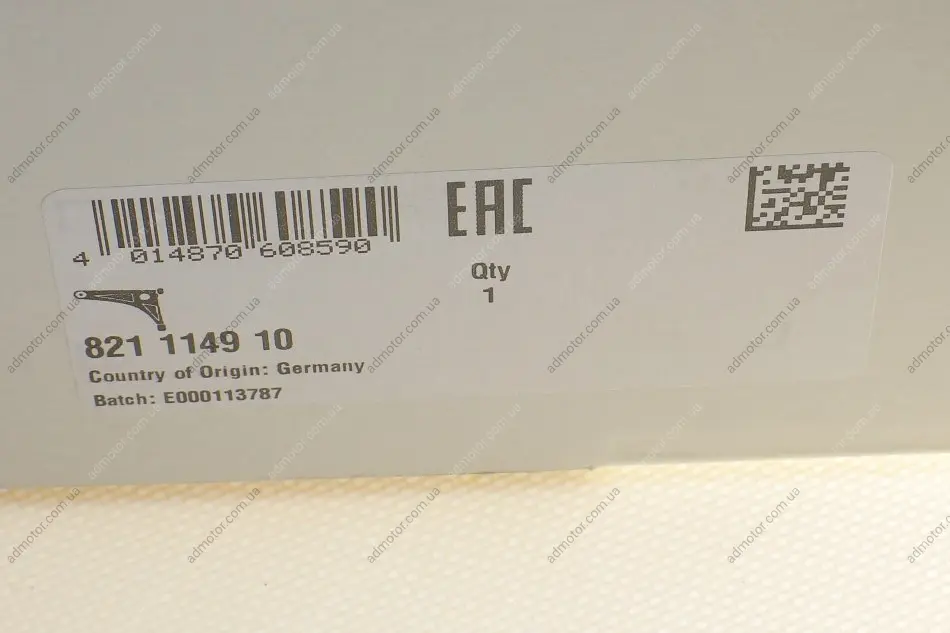 4 014870 608590
EAC
Qty
1
821 1149 10
Country of Origin: Germany
Batch: E000113787
admotor.com.ua